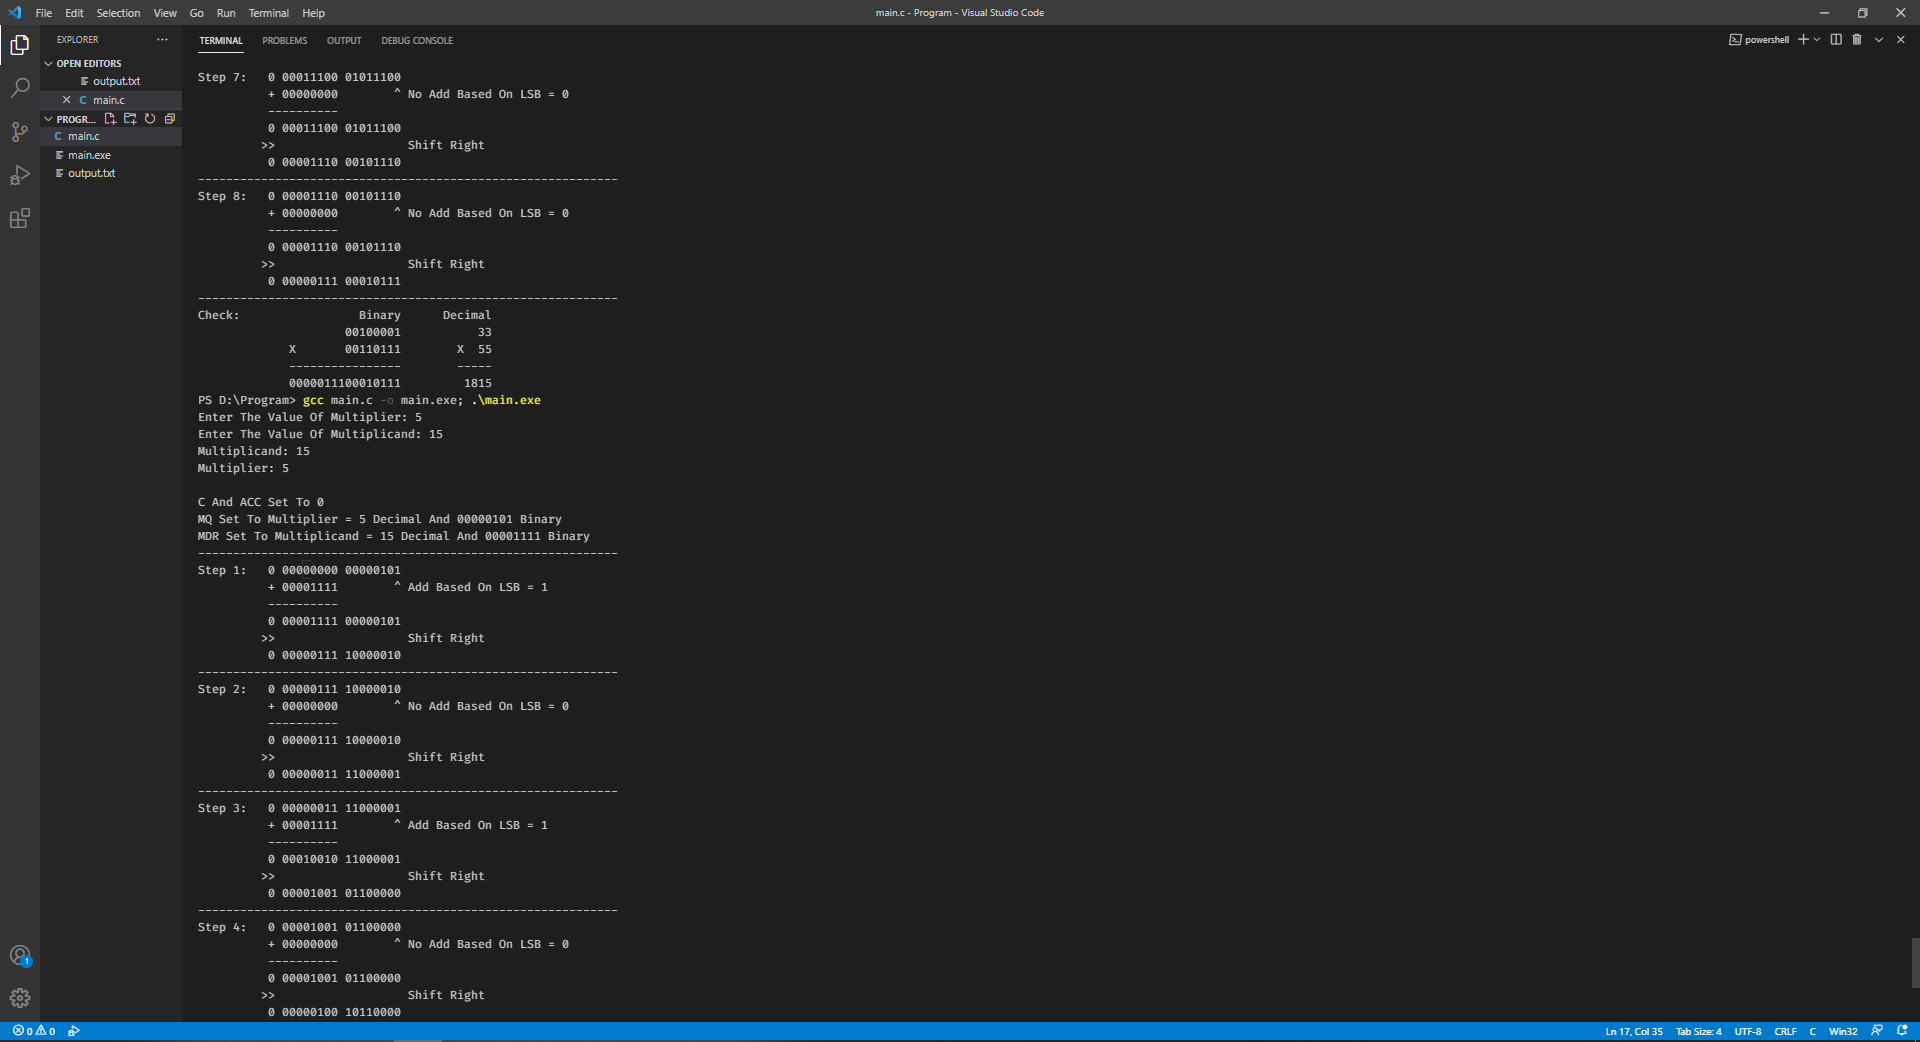 File Edit Selection View Go Run Terminal Help
main.c - Program - Visual Studio Code
EXPLORER
OPEN EDITORS
output.txt
main.c
PROGR...
main.c
main.exe
output.txt
TERMINAL PROBLEMS OUTPUT DEBUG CONSOLE
powershell
Step 7:   0 00011100 01011100
          + 00000000        ^ No Add Based On LSB = 0
          ----------
          0 00011100 01011100
         >>                   Shift Right
          0 00001110 00101110
------------------------------------------------------------
Step 8:   0 00001110 00101110
          + 00000000        ^ No Add Based On LSB = 0
          ----------
          0 00001110 00101110
         >>                   Shift Right
          0 00000111 00010111
------------------------------------------------------------
Check:                 Binary      Decimal
                     00100001           33
             X       00110111        X  55
             ----------------        -----
             0000011100010111         1815
PS D:\Program> gcc main.c -o main.exe; .\main.exe
Enter The Value Of Multiplier: 5
Enter The Value Of Multiplicand: 15
Multiplicand: 15
Multiplier: 5
C And ACC Set To 0
MQ Set To Multiplier = 5 Decimal And 00000101 Binary
MDR Set To Multiplicand = 15 Decimal And 00001111 Binary
------------------------------------------------------------
Step 1:   0 00000000 00000101
          + 00001111        ^ Add Based On LSB = 1
          ----------
          0 00001111 00000101
         >>                   Shift Right
          0 00000111 10000010
------------------------------------------------------------
Step 2:   0 00000111 10000010
          + 00000000        ^ No Add Based On LSB = 0
          ----------
          0 00000111 10000010
         >>                   Shift Right
          0 00000011 11000001
------------------------------------------------------------
Step 3:   0 00000011 11000001
          + 00001111        ^ Add Based On LSB = 1
          ----------
          0 00010010 11000001
         >>                   Shift Right
          0 00001001 01100000
------------------------------------------------------------
Step 4:   0 00001001 01100000
          + 00000000        ^ No Add Based On LSB = 0
          ----------
          0 00001001 01100000
         >>                   Shift Right
          0 00000100 10110000
1
0 0
Ln 17, Col 35 Tab Size: 4 UTF-8 CRLF C Win32